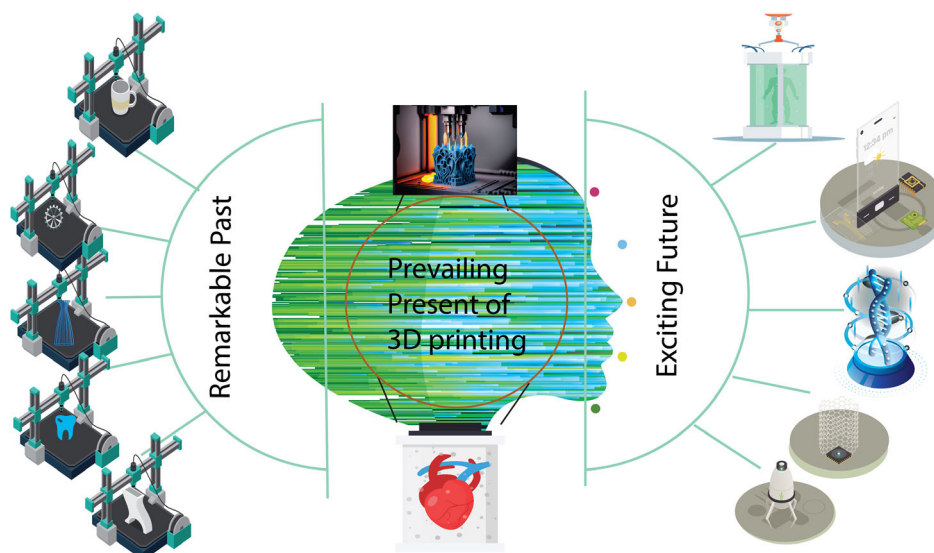 Remarkable Past
Prevailing
Present of
3D printing
Exciting Future
12:34 pm